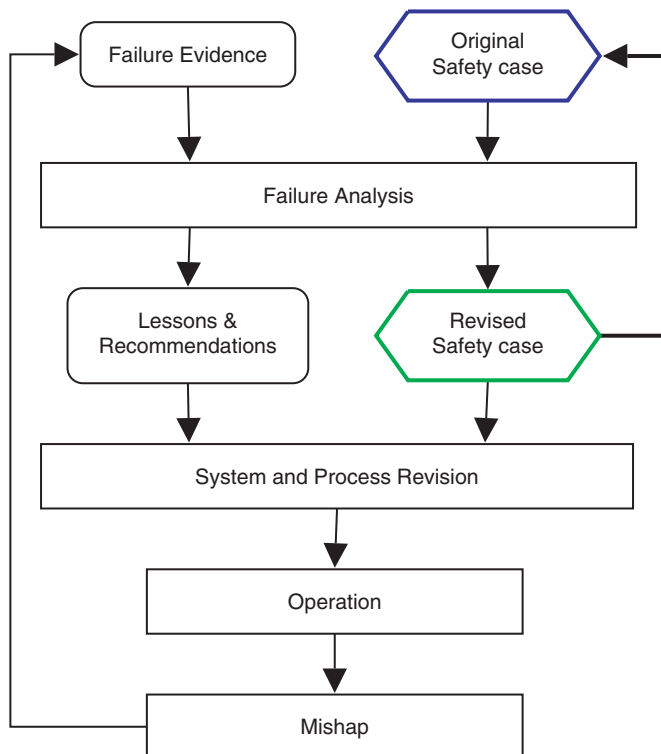 Failure Evidence
Original
Safety case
Failure Analysis
Lessons &
Recommendations
Revised
Safety case
System and Process Revision
Operation
Mishap